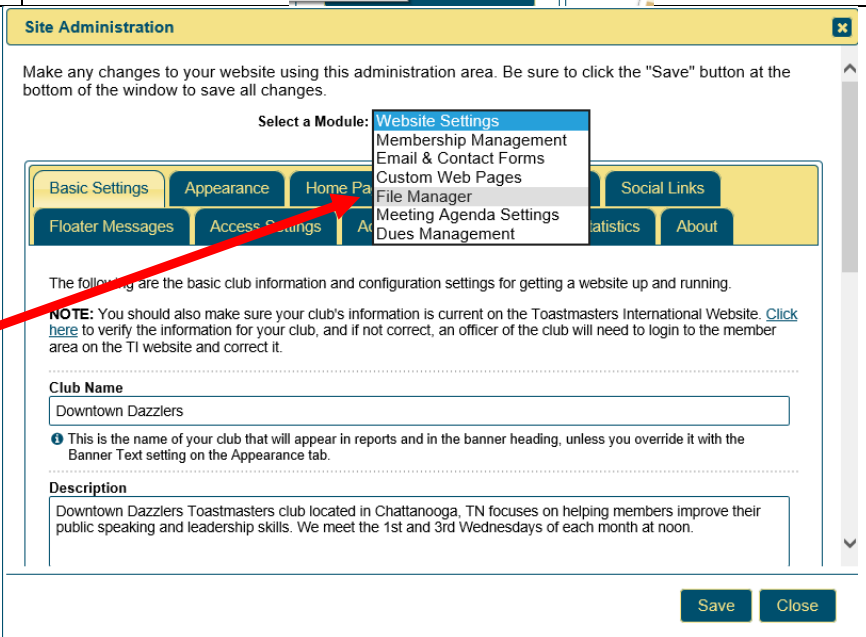 Site Administration
Make any changes to your website using this administration area. Be sure to click the "Save" button at the
bottom of the window to save all changes.
Select a Module: Website Settings
Membership Management
Email & Contact Forms
Custom Web Pages
File Manager
Meeting Agenda Settings
Dues Management
Basic Settings Appearance Home Pa Social Links
Floater Messages Access Settings A tatistics About
The following are the basic club information and configuration settings for getting a website up and running.
NOTE: You should also make sure your club's information is current on the Toastmasters International Website. Click
here to verify the information for your club, and if not correct, an officer of the club will need to login to the member
area on the TI website and correct it.
Club Name
Downtown Dazzlers
This is the name of your club that will appear in reports and in the banner heading, unless you override it with the
Banner Text setting on the Appearance tab.
Description
Downtown Dazzlers Toastmasters club located in Chattanooga, TN focuses on helping members improve their
public speaking and leadership skills. We meet the 1st and 3rd Wednesdays of each month at noon.
Save Close